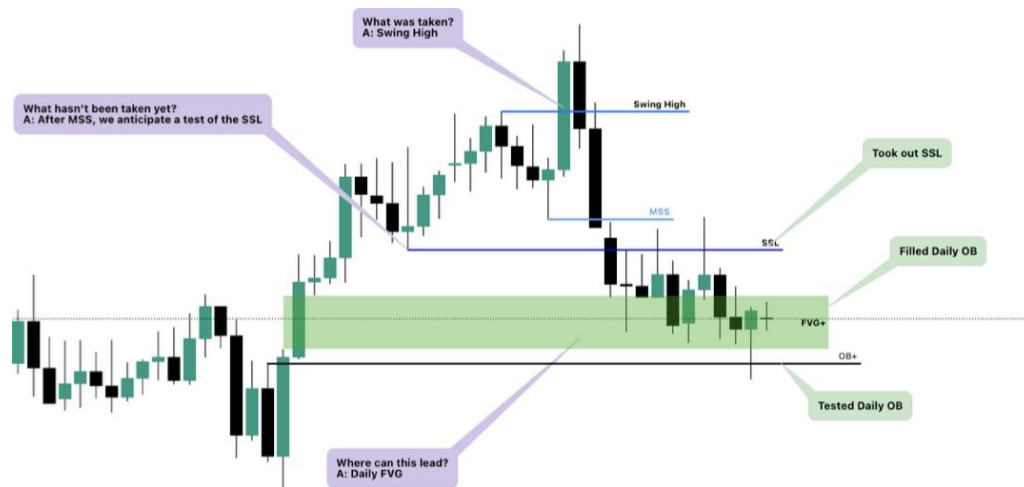 What was taken?
A: Swing High
Swing High
What hasn't been taken yet?
A: After MSS, we anticipate a test of the SSL
Took out SSL
MSS
SSL
Filled Daily OB
FVG+
OB+
Tested Daily OB
Where can this lead?
A: Daily FVG